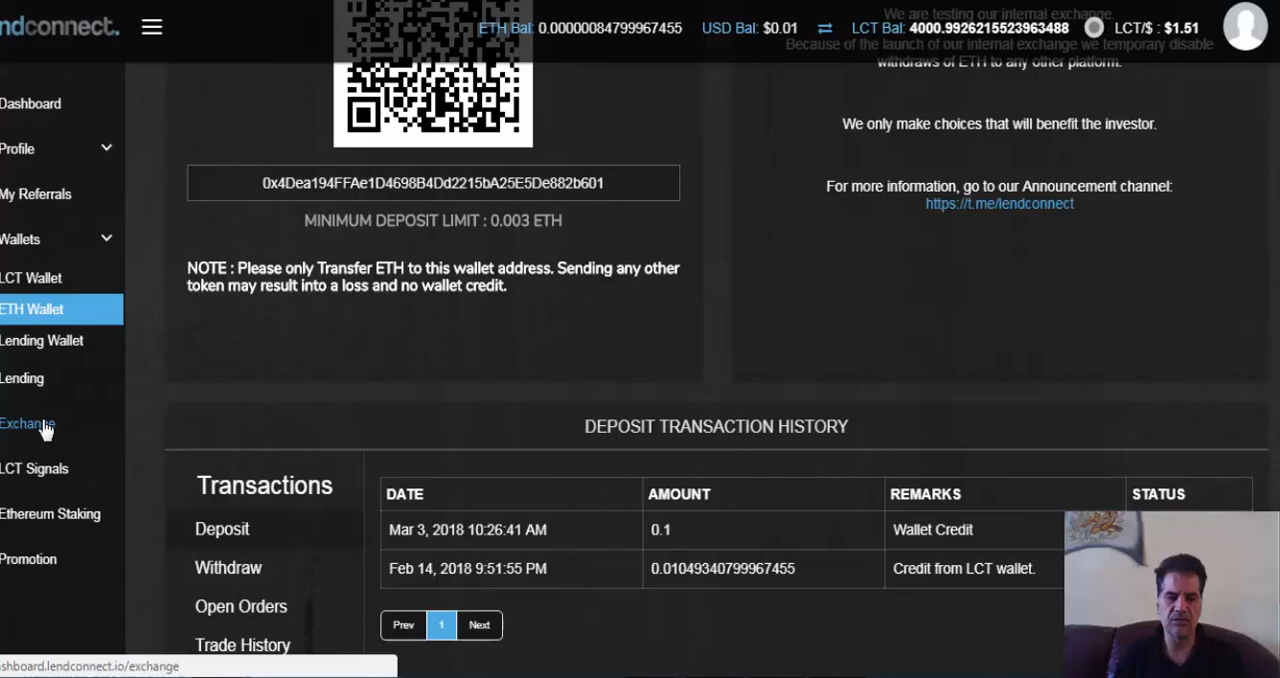 ndconnect.
ETH Bal: 0.00000084799967455 USD Bal: $0.01 LCT Bal: 4000.9926215523963488 LCT/$ : $1.51
We are testing our internal exchange.
Because of the launch of our internal exchange we temporary disable
withdraws of ETH to any other platform.
We only make choices that will benefit the investor.
For more information, go to our Announcement channel:
https://t.me/lendconnect
Dashboard
Profile
My Referrals
Wallets
LCT Wallet
ETH Wallet
Lending Wallet
Lending
Exchange
LCT Signals
Ethereum Staking
Promotion
0x4Dea194FFAe1D4698B4Dd2215bA25E5De882b601
MINIMUM DEPOSIT LIMIT : 0.003 ETH
NOTE : Please only Transfer ETH to this wallet address. Sending any other
token may result into a loss and no wallet credit.
DEPOSIT TRANSACTION HISTORY
Transactions
Deposit
Withdraw
Open Orders
Trade History
DATE AMOUNT REMARKS STATUS
Mar 3, 2018 10:26:41 AM 0.1 Wallet Credit
Feb 14, 2018 9:51:55 PM 0.01049340799967455 Credit from LCT wallet.
Prev 1 Next
ashboard.lendconnect.io/exchange